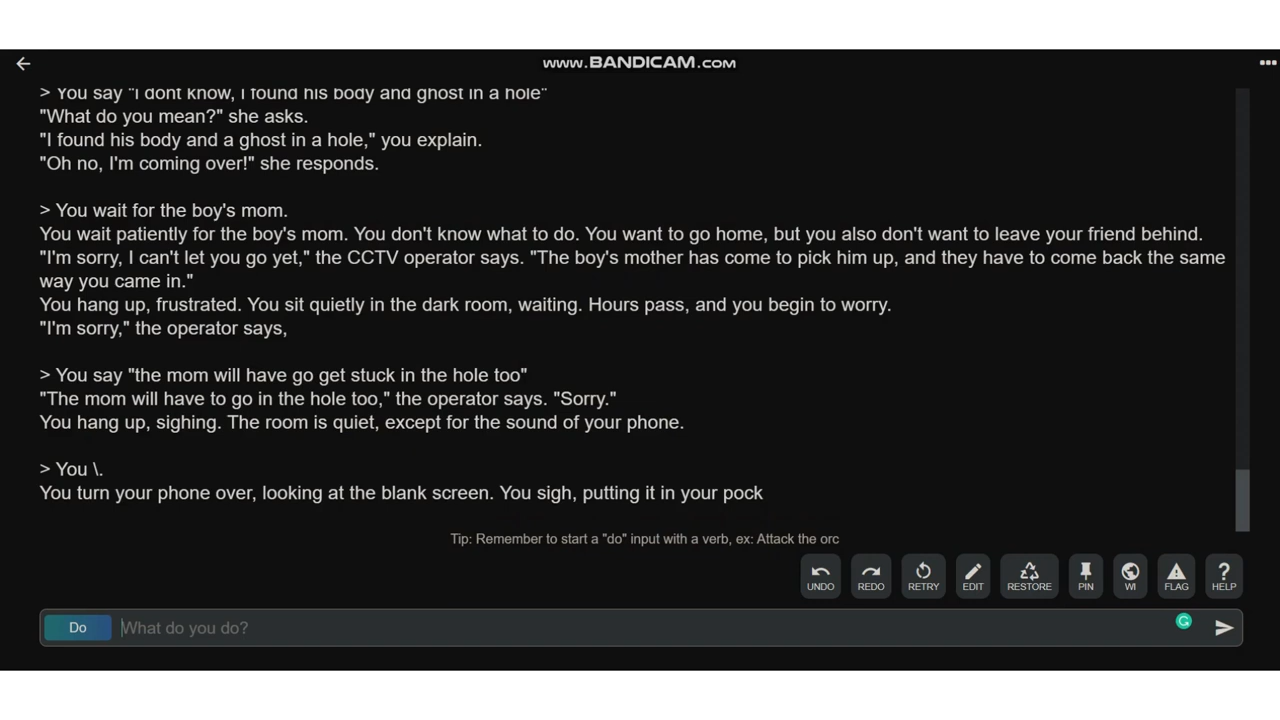 www.BANDICAM.com
> You say "I dont know, I found his body and ghost in a hole"
"What do you mean?" she asks.
"I found his body and a ghost in a hole," you explain.
"Oh no, I'm coming over!" she responds.
> You wait for the boy's mom.
You wait patiently for the boy's mom. You don't know what to do. You want to go home, but you also don't want to leave your friend behind.
"I'm sorry, I can't let you go yet," the CCTV operator says. "The boy's mother has come to pick him up, and they have to come back the same
way you came in."
You hang up, frustrated. You sit quietly in the dark room, waiting. Hours pass, and you begin to worry.
"I'm sorry," the operator says,
> You say "the mom will have go get stuck in the hole too"
"The mom will have to go in the hole too," the operator says. "Sorry."
You hang up, sighing. The room is quiet, except for the sound of your phone.
> You \.
You turn your phone over, looking at the blank screen. You sigh, putting it in your pock
Tip: Remember to start a "do" input with a verb, ex: Attack the orc
UNDO REDO RETRY EDIT RESTORE PIN WI FLAG HELP
Do What do you do?